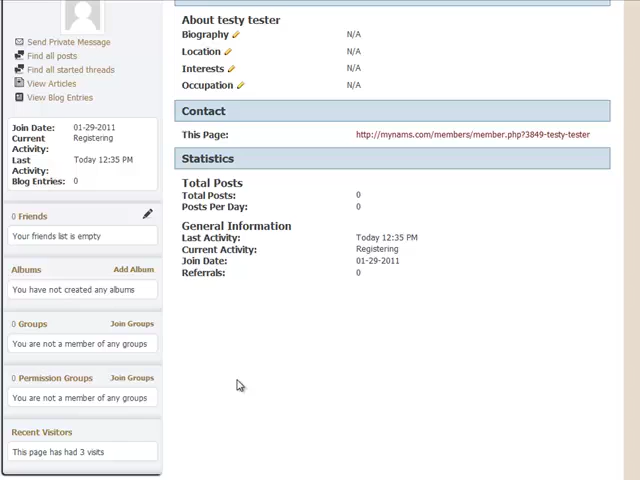 Send Private Message
Find all posts
Find all started threads
View Articles
View Blog Entries
Join Date: 01-29-2011
Current Activity: Registering
Last Activity: Today 12:35 PM
Blog Entries: 0
0 Friends
Your friends list is empty
Albums Add Album
You have not created any albums
0 Groups Join Groups
You are not a member of any groups
0 Permission Groups Join Groups
You are not a member of any groups
Recent Visitors
This page has had 3 visits
About testy tester
Biography N/A
Location N/A
Interests N/A
Occupation N/A
Contact
This Page: http://mynams.com/members/member.php?3849-testy-tester
Statistics
Total Posts
Total Posts: 0
Posts Per Day: 0
General Information
Last Activity: Today 12:35 PM
Current Activity: Registering
Join Date: 01-29-2011
Referrals: 0